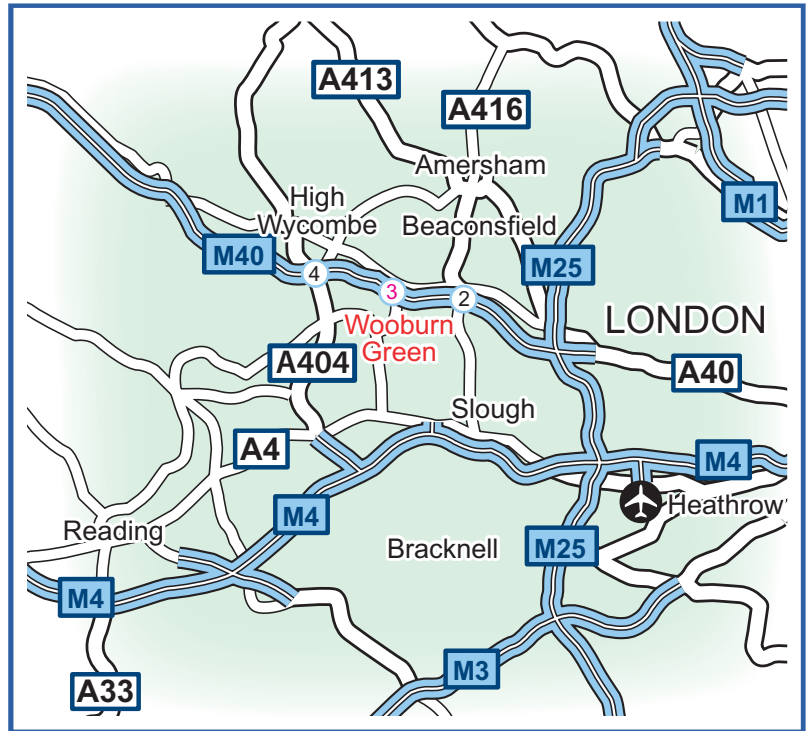 A413
A416
Amersham
High
Wycombe
Beaconsfield
M1
M40
M25
4
3
2
Wooburn
Green
LONDON
A404
A40
Slough
A4
M4
M4
Heathrow
Reading
Bracknell
M25
M4
M3
A33